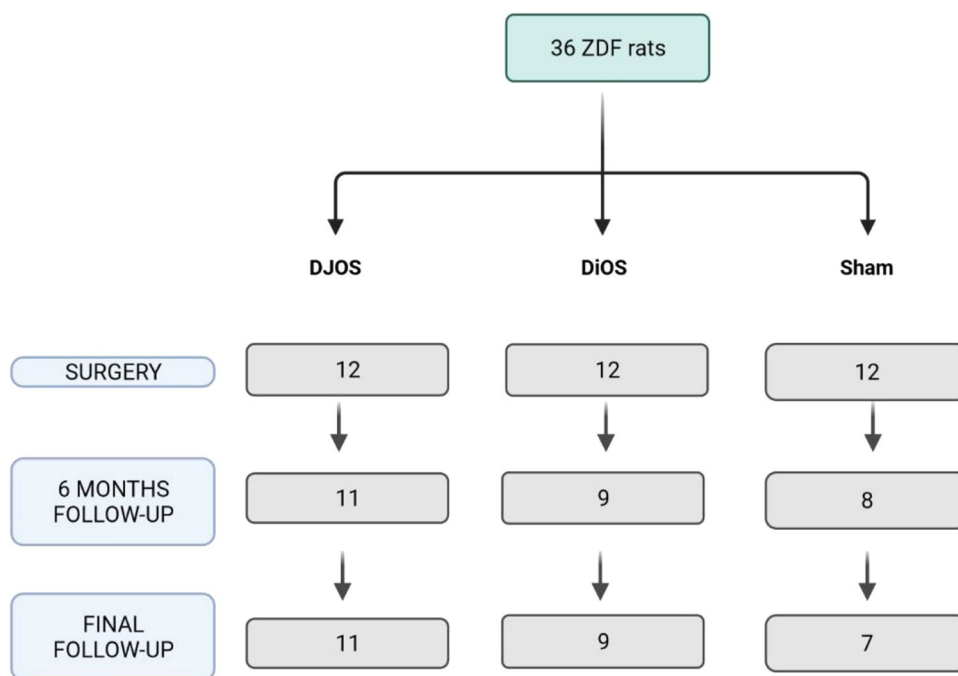 36 ZDF rats
DJOS DiOS Sham
SURGERY 12 12 12
6 MONTHS
FOLLOW-UP 11 9 8
FINAL
FOLLOW-UP 11 9 7